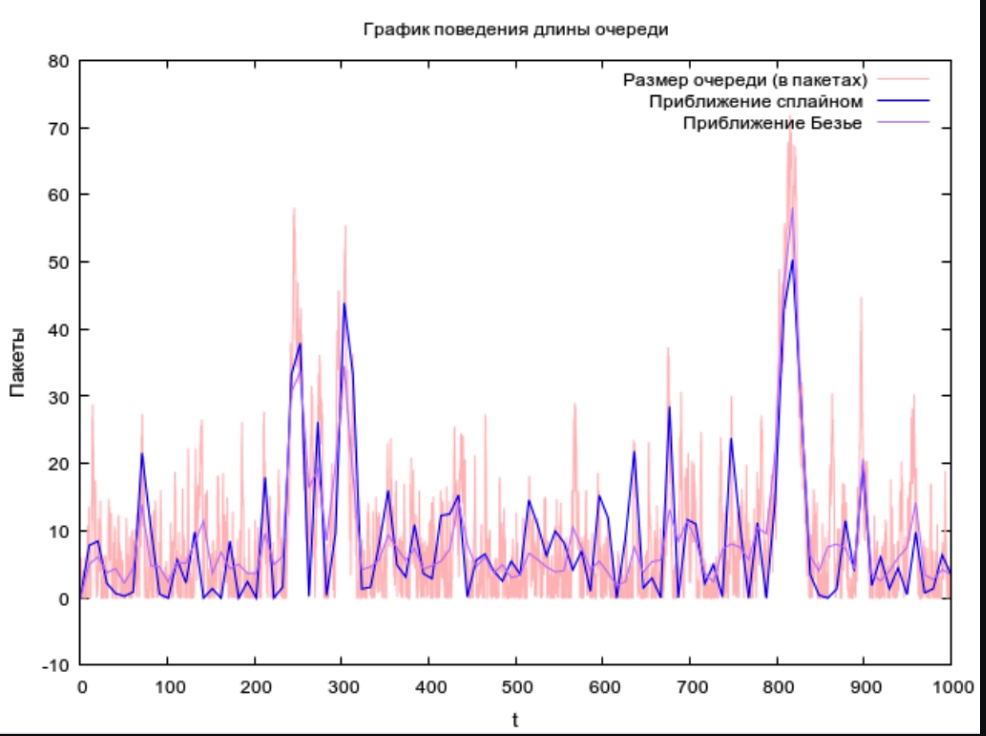 График поведения длины очереди
80
70
60
50
40
30
20
10
0
-10
Пакеты
Размер очереди (в пакетах)
Приближение сплайном
Приближение Безье
0 100 200 300 400 500 600 700 800 900 1000
t